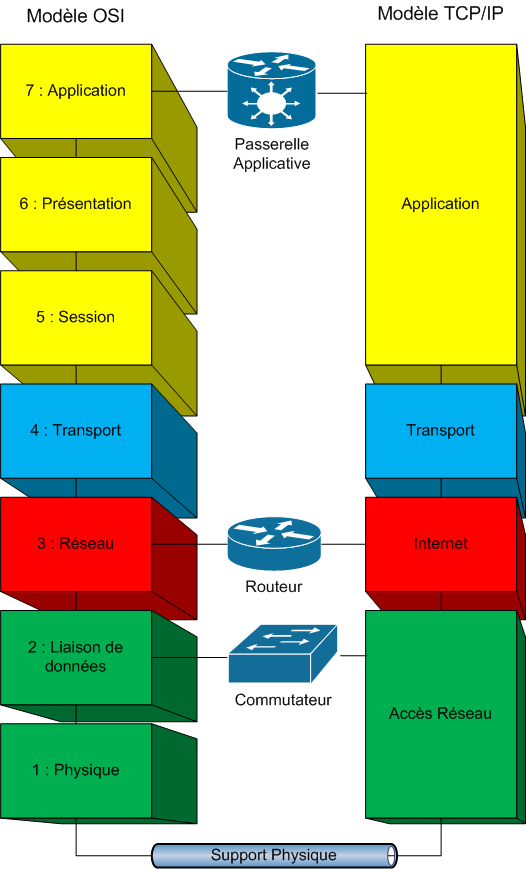 Modèle OSI
Modèle TCP/IP
7 : Application
Passerelle
Applicative
6 : Présentation
Application
5 : Session
4 : Transport
Transport
3 : Réseau
Internet
Routeur
2 : Liaison de
données
Commutateur
Accès Réseau
1 : Physique
Support Physique